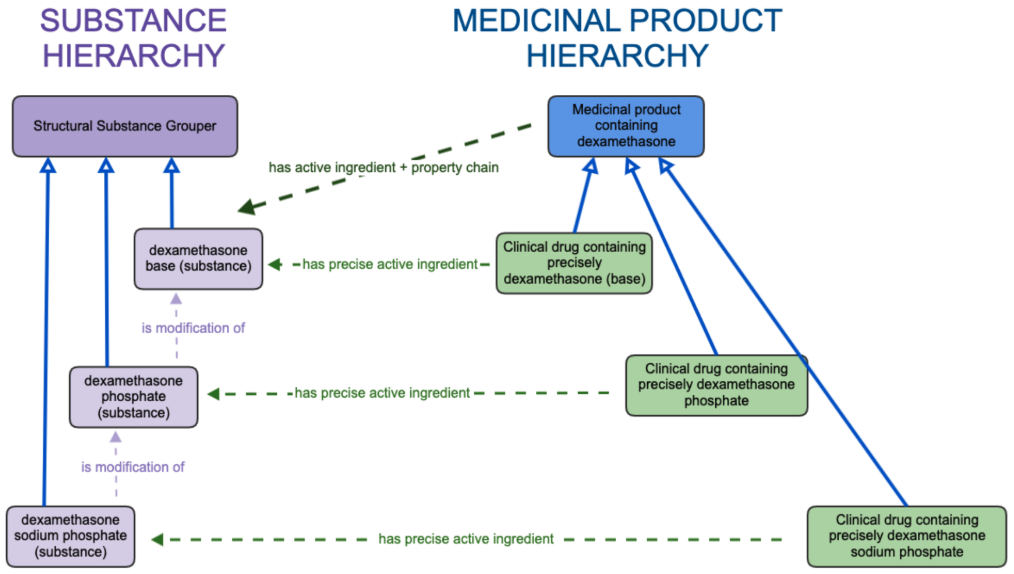 SUBSTANCE
HIERARCHY
MEDICINAL PRODUCT
HIERARCHY
Structural Substance Grouper
Medicinal product
containing
dexamethasone
has active ingredient + property chain
dexamethasone
base (substance)
has precise active ingredient
Clinical drug containing
precisely
dexamethasone (base)
is modification of
dexamethasone
phosphate
(substance)
has precise active ingredient
Clinical drug containing
precisely dexamethasone
phosphate
is modification of
dexamethasone
sodium phosphate
(substance)
has precise active ingredient
Clinical drug containing
precisely dexamethasone
sodium phosphate